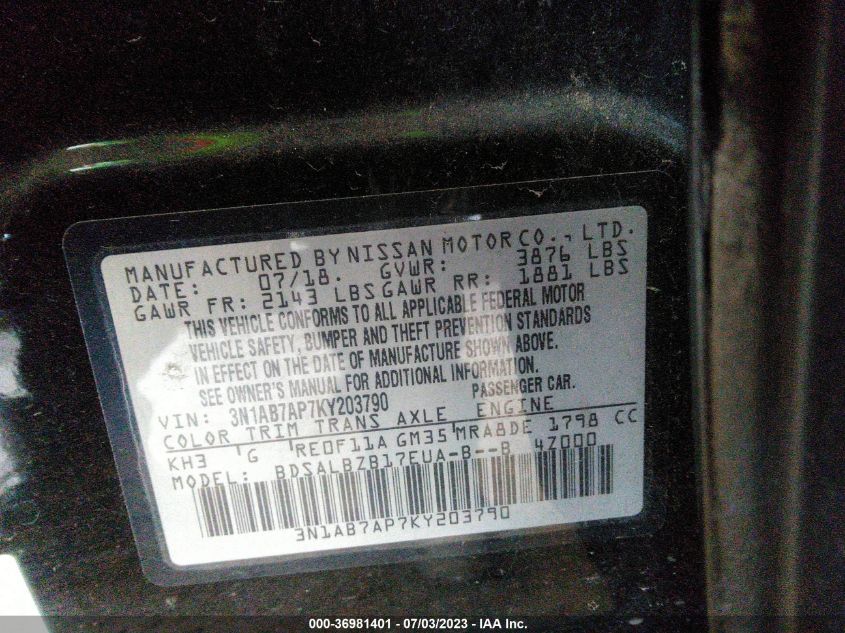 MANUFACTURED BY NISSAN MOTOR CO., LTD.
DATE: 07/18. GVWR: 3876 LBS
GAWR FR: 2143 LBS GAWR RR: 1881 LBS
THIS VEHICLE CONFORMS TO ALL APPLICABLE FEDERAL MOTOR
VEHICLE SAFETY, BUMPER AND THEFT PREVENTION STANDARDS
IN EFFECT ON THE DATE OF MANUFACTURE SHOWN ABOVE.
SEE OWNER'S MANUAL FOR ADDITIONAL INFORMATION.
VIN: 3N1AB7AP7KY203790 PASSENGER CAR.
COLOR TRIM TRANS AXLE ENGINE
KH3 G RE0F11A GM35 MRA8DE 1798 CC
MODEL: BDSALBZB17EUA-B--B 4Z000
3N1AB7AP7KY203790
000-36981401 - 07/03/2023 - IAA Inc.